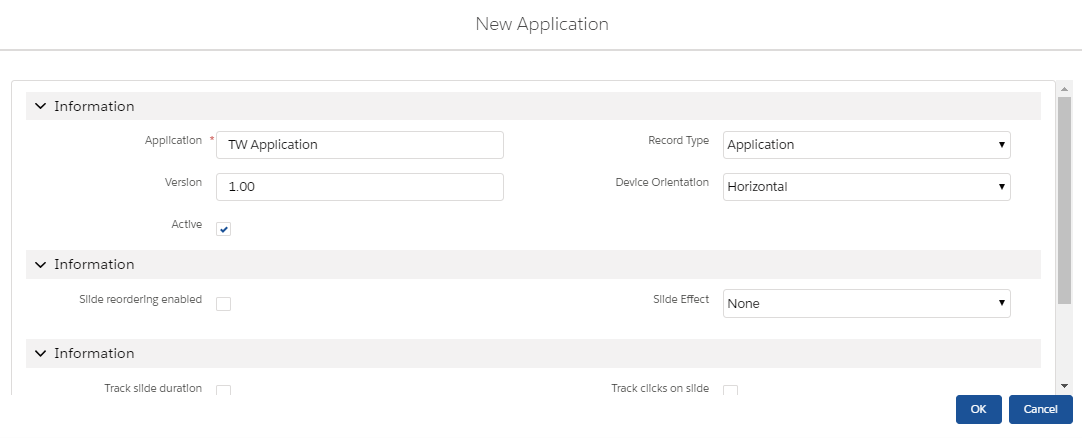 New Application
Information
Application * TW Application Record Type Application
Version 1.00 Device Orientation Horizontal
Active
Information
Slide reordering enabled Slide Effect None
Information
Track slide duration Track clicks on slide
OK Cancel